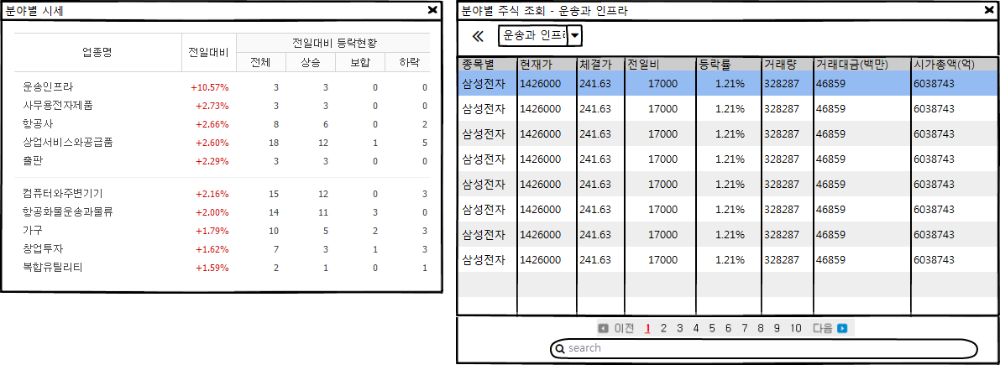 분야별 시세
업종명 전일대비 전일대비 등락현황
전체 상승 보합 하락
운송인프라 +10.57% 3 3 0 0
사무용전자제품 +2.73% 3 3 0 0
항공사 +2.66% 8 6 0 2
상업서비스와공급품 +2.60% 18 12 1 5
출판 +2.29% 3 3 0 0
컴퓨터와주변기기 +2.16% 15 12 0 3
항공화물운송과물류 +2.00% 14 11 3 0
가구 +1.79% 10 5 2 3
창업투자 +1.62% 7 3 1 3
복합유틸리티 +1.59% 2 1 0 1
분야별 주식 조회 - 운송과 인프라
운송과 인프라
종목별 현재가 체결가 전일비 등락률 거래량 거래대금(백만) 시가총액(억)
삼성전자 1426000 241.63 17000 1.21% 328287 46859 6038743
삼성전자 1426000 241.63 17000 1.21% 328287 46859 6038743
삼성전자 1426000 241.63 17000 1.21% 328287 46859 6038743
삼성전자 1426000 241.63 17000 1.21% 328287 46859 6038743
삼성전자 1426000 241.63 17000 1.21% 328287 46859 6038743
삼성전자 1426000 241.63 17000 1.21% 328287 46859 6038743
삼성전자 1426000 241.63 17000 1.21% 328287 46859 6038743
삼성전자 1426000 241.63 17000 1.21% 328287 46859 6038743
이전 1 2 3 4 5 6 7 8 9 10 다음
search